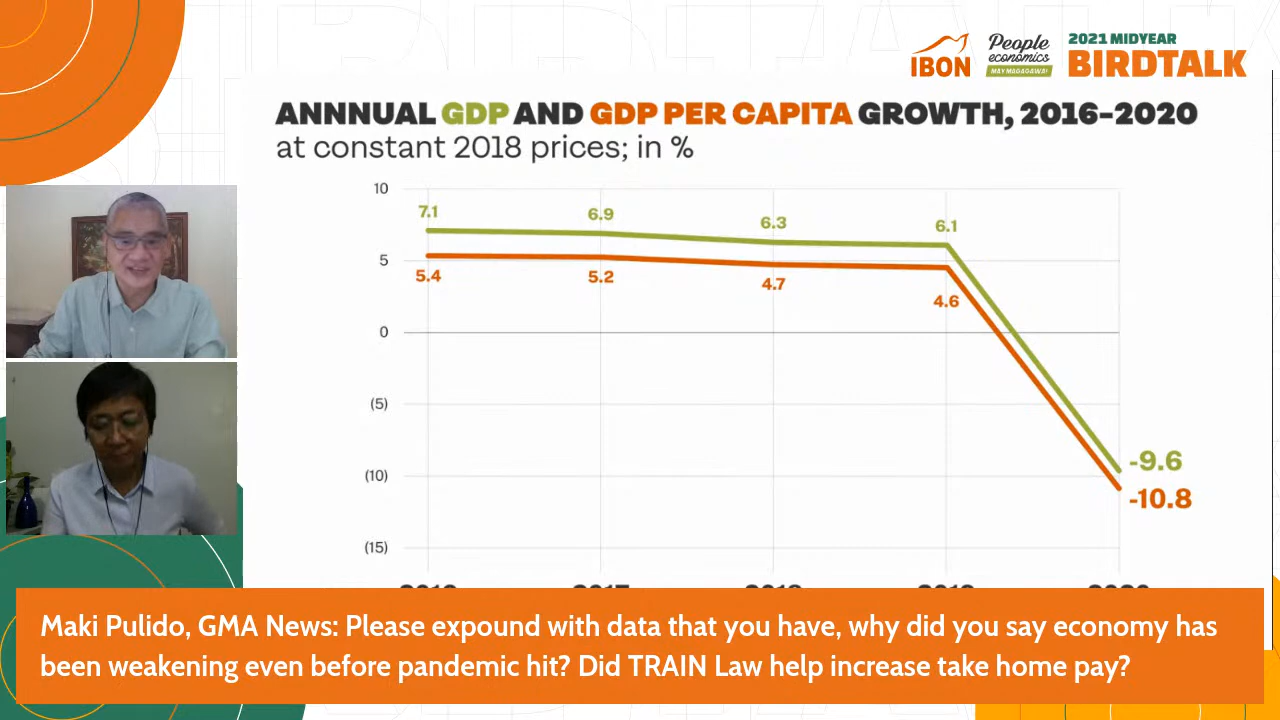 IBON
People
economics
MAY MAGAGAWA!
2021 MIDYEAR
BIRDTALK
ANNNUAL GDP AND GDP PER CAPITA GROWTH, 2016-2020
at constant 2018 prices; in %
10
5
0
(5)
(10)
(15)
7.1
6.9
6.3
6.1
5.4
5.2
4.7
4.6
-9.6
-10.8
Maki Pulido, GMA News: Please expound with data that you have, why did you say economy has
been weakening even before pandemic hit? Did TRAIN Law help increase take home pay?